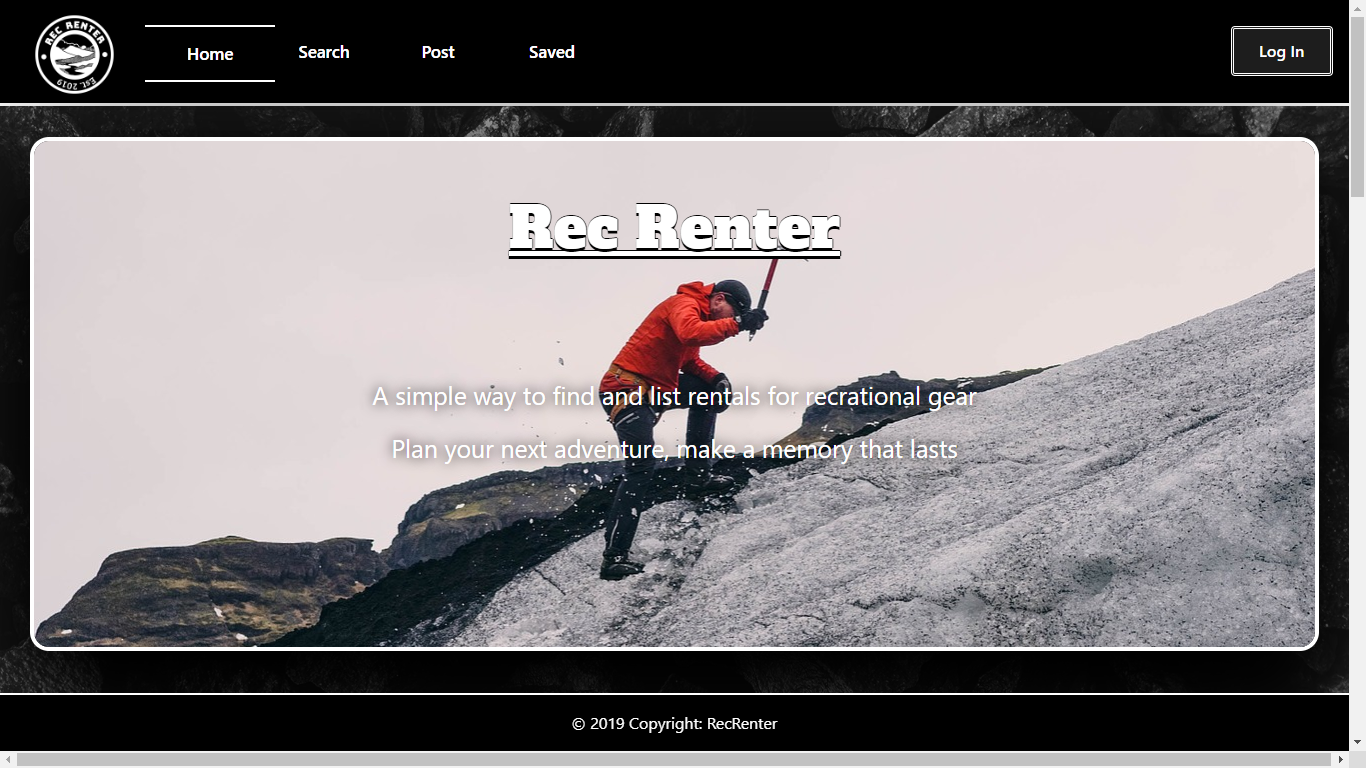 REC RENTER
Est. 2019
Home
Search
Post
Saved
Log In
Rec Renter
A simple way to find and list rentals for recrational gear
Plan your next adventure, make a memory that lasts
© 2019 Copyright: RecRenter